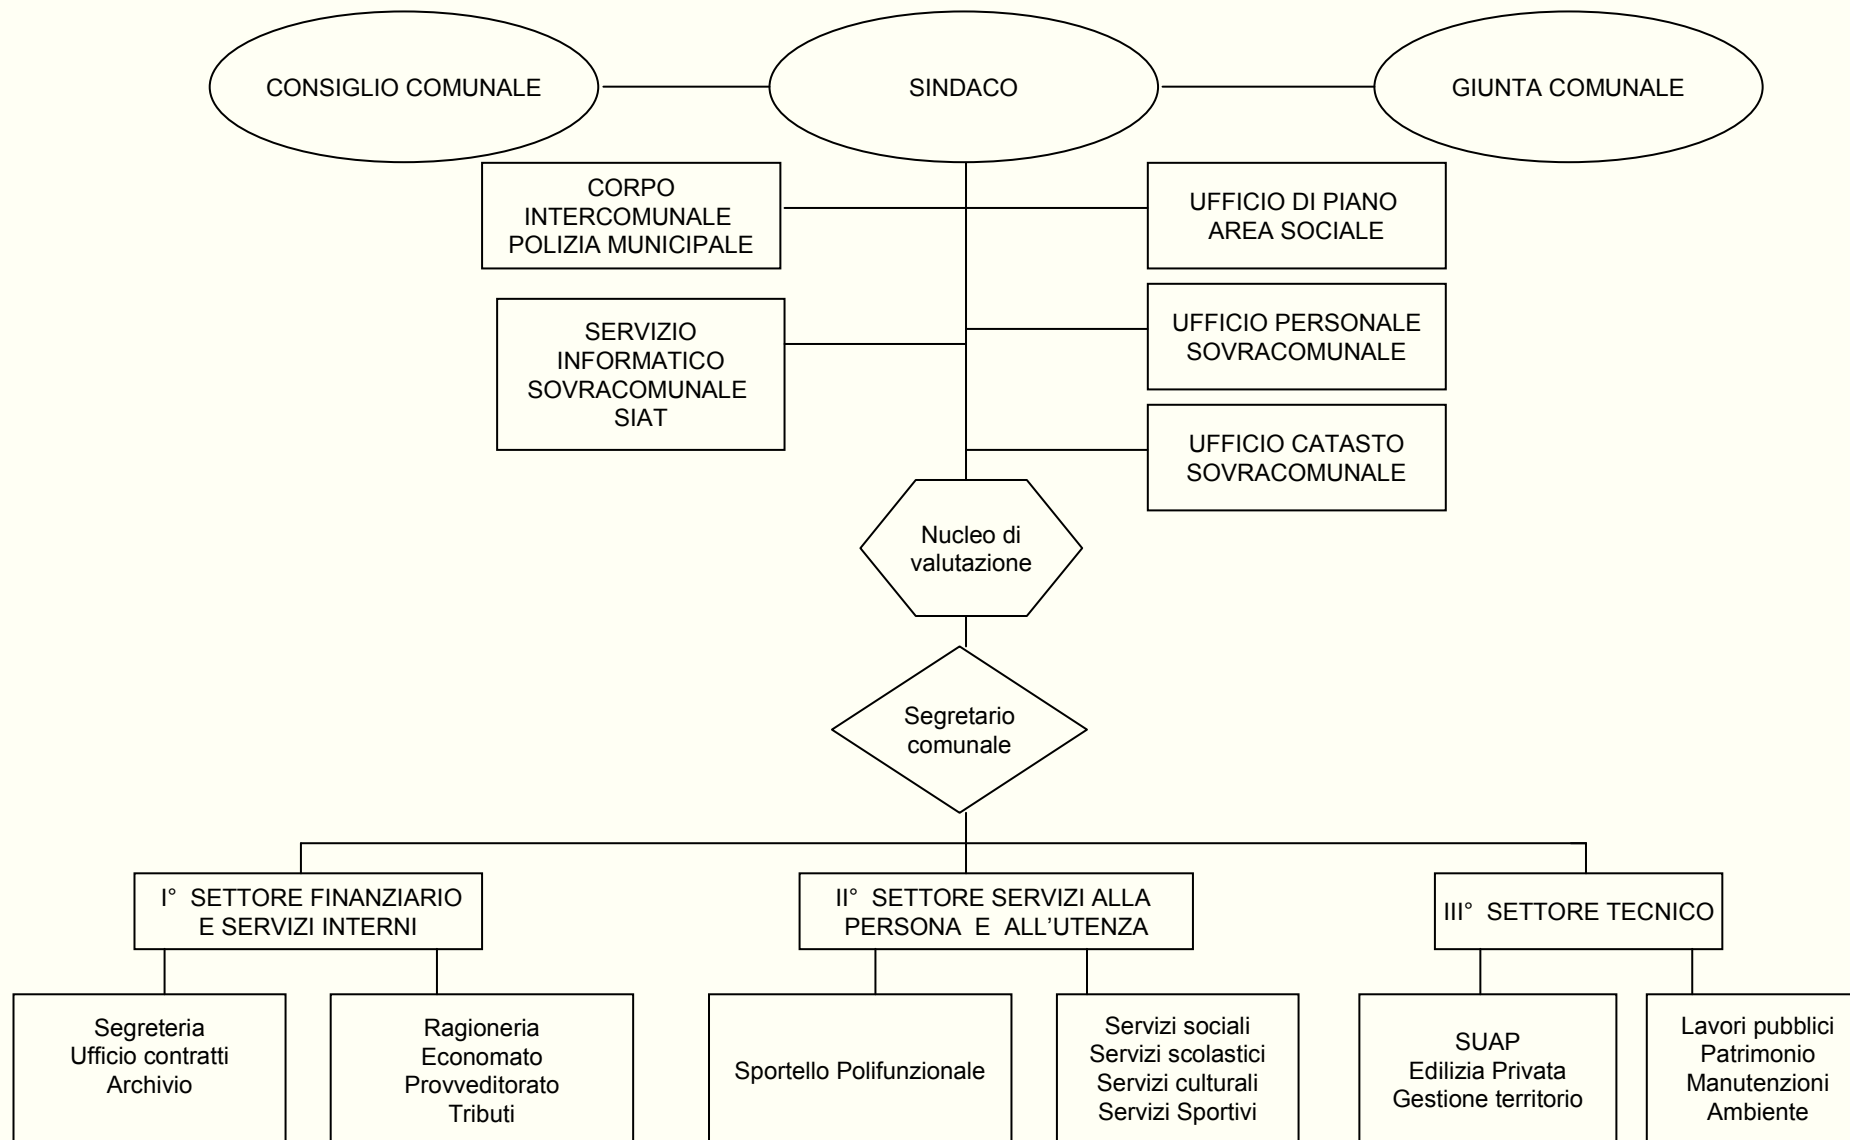 CONSIGLIO COMUNALE
SINDACO
GIUNTA COMUNALE
CORPO
INTERCOMUNALE
POLIZIA MUNICIPALE
UFFICIO DI PIANO
AREA SOCIALE
SERVIZIO
INFORMATICO
SOVRACOMUNALE
SIAT
UFFICIO PERSONALE
SOVRACOMUNALE
UFFICIO CATASTO
SOVRACOMUNALE
Nucleo di
valutazione
Segretario
comunale
I° SETTORE FINANZIARIO
E SERVIZI INTERNI
II° SETTORE SERVIZI ALLA
PERSONA E ALL’UTENZA
III° SETTORE TECNICO
Segreteria
Ufficio contratti
Archivio
Ragioneria
Economato
Provveditorato
Tributi
Sportello Polifunzionale
Servizi sociali
Servizi scolastici
Servizi culturali
Servizi Sportivi
SUAP
Edilizia Privata
Gestione territorio
Lavori pubblici
Patrimonio
Manutenzioni
Ambiente